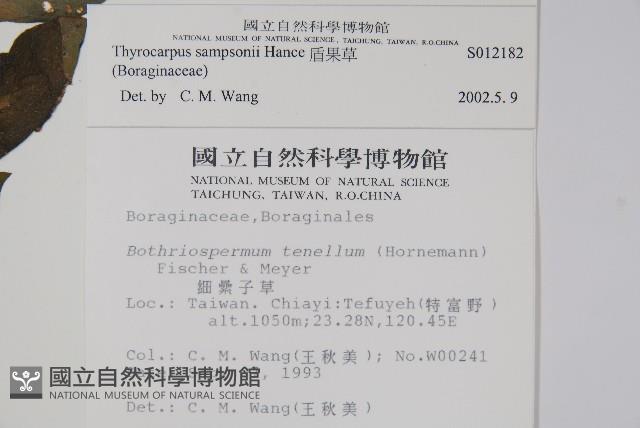 國立自然科學博物館
NATIONAL MUSEUM OF NATURAL SCIENCE, TAICHUNG, TAIWAN, R.O.CHINA
Thyrocarpus sampsonii Hance 盾果草 S012182
(Boraginaceae)
Det. by C. M. Wang 2002.5. 9
國立自然科學博物館
NATIONAL MUSEUM OF NATURAL SCIENCE
TAICHUNG, TAIWAN, R.O.CHINA
Boraginaceae,Boraginales
Bothriospermum tenellum (Hornemann)
Fischer & Meyer
細纍子草
Loc.: Taiwan. Chiayi:Tefuyeh(特富野)
alt.1050m;23.28N,120.45E
Col.: C. M. Wang(王秋美); No.W00241
, 1993
Det.: C. M. Wang(王秋美)
國立自然科學博物館
NATIONAL MUSEUM OF NATURAL SCIENCE